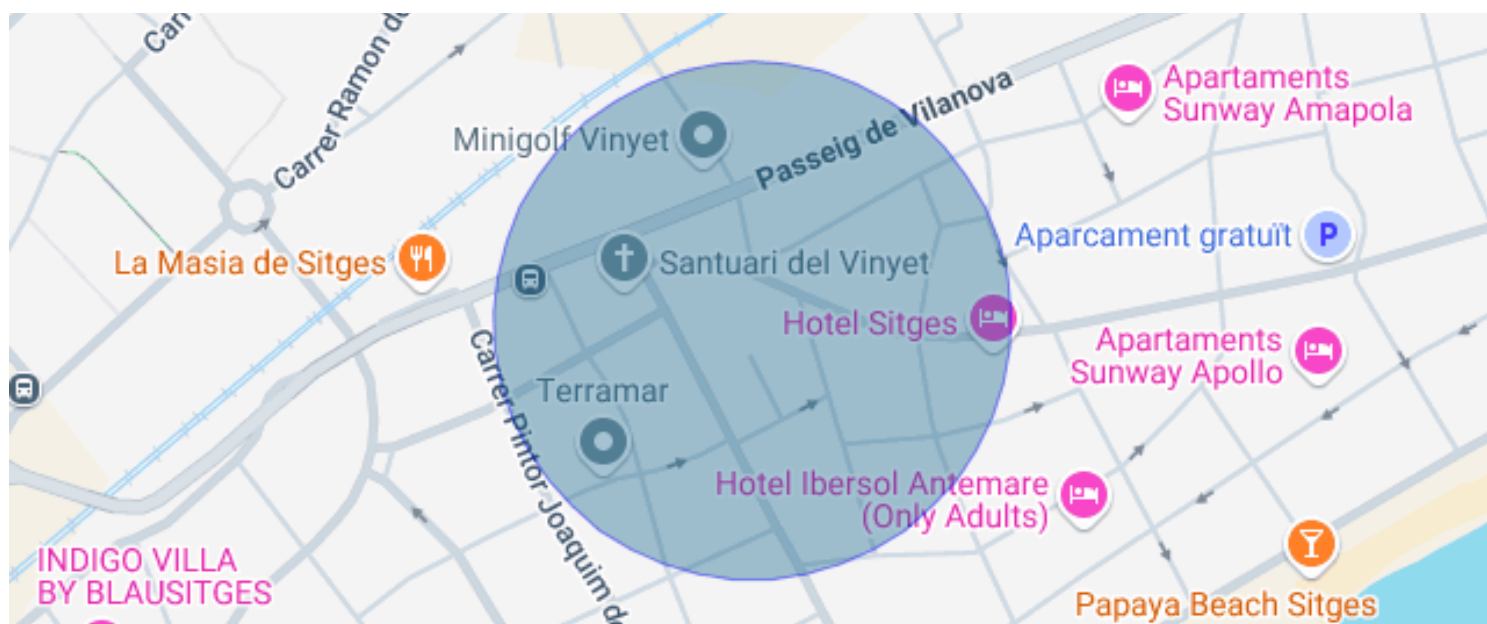 Carrer Ramon de
Passeig de Vilanova
Apartaments
Sunway Amapola
Minigolf Vinyet
La Masia de Sitges
Santuari del Vinyet
Aparcament gratuït
P
Hotel Sitges
Apartaments
Sunway Apollo
Terramar
Carrer Pintor Joaquim de
Hotel Ibersol Antemare
(Only Adults)
INDIGO VILLA
BY BLAUSITGES
Papaya Beach Sitges